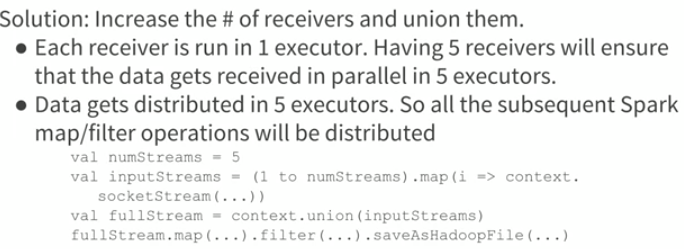 Solution: Increase the # of receivers and union them.
● Each receiver is run in 1 executor. Having 5 receivers will ensure
that the data gets received in parallel in 5 executors.
● Data gets distributed in 5 executors. So all the subsequent Spark
map/filter operations will be distributed
val numStreams = 5
val inputStreams = (1 to numStreams).map(i => context.
socketStream(...))
val fullStream = context.union(inputStreams)
fullStream.map(...).filter(...).saveAsHadoopFile(...)